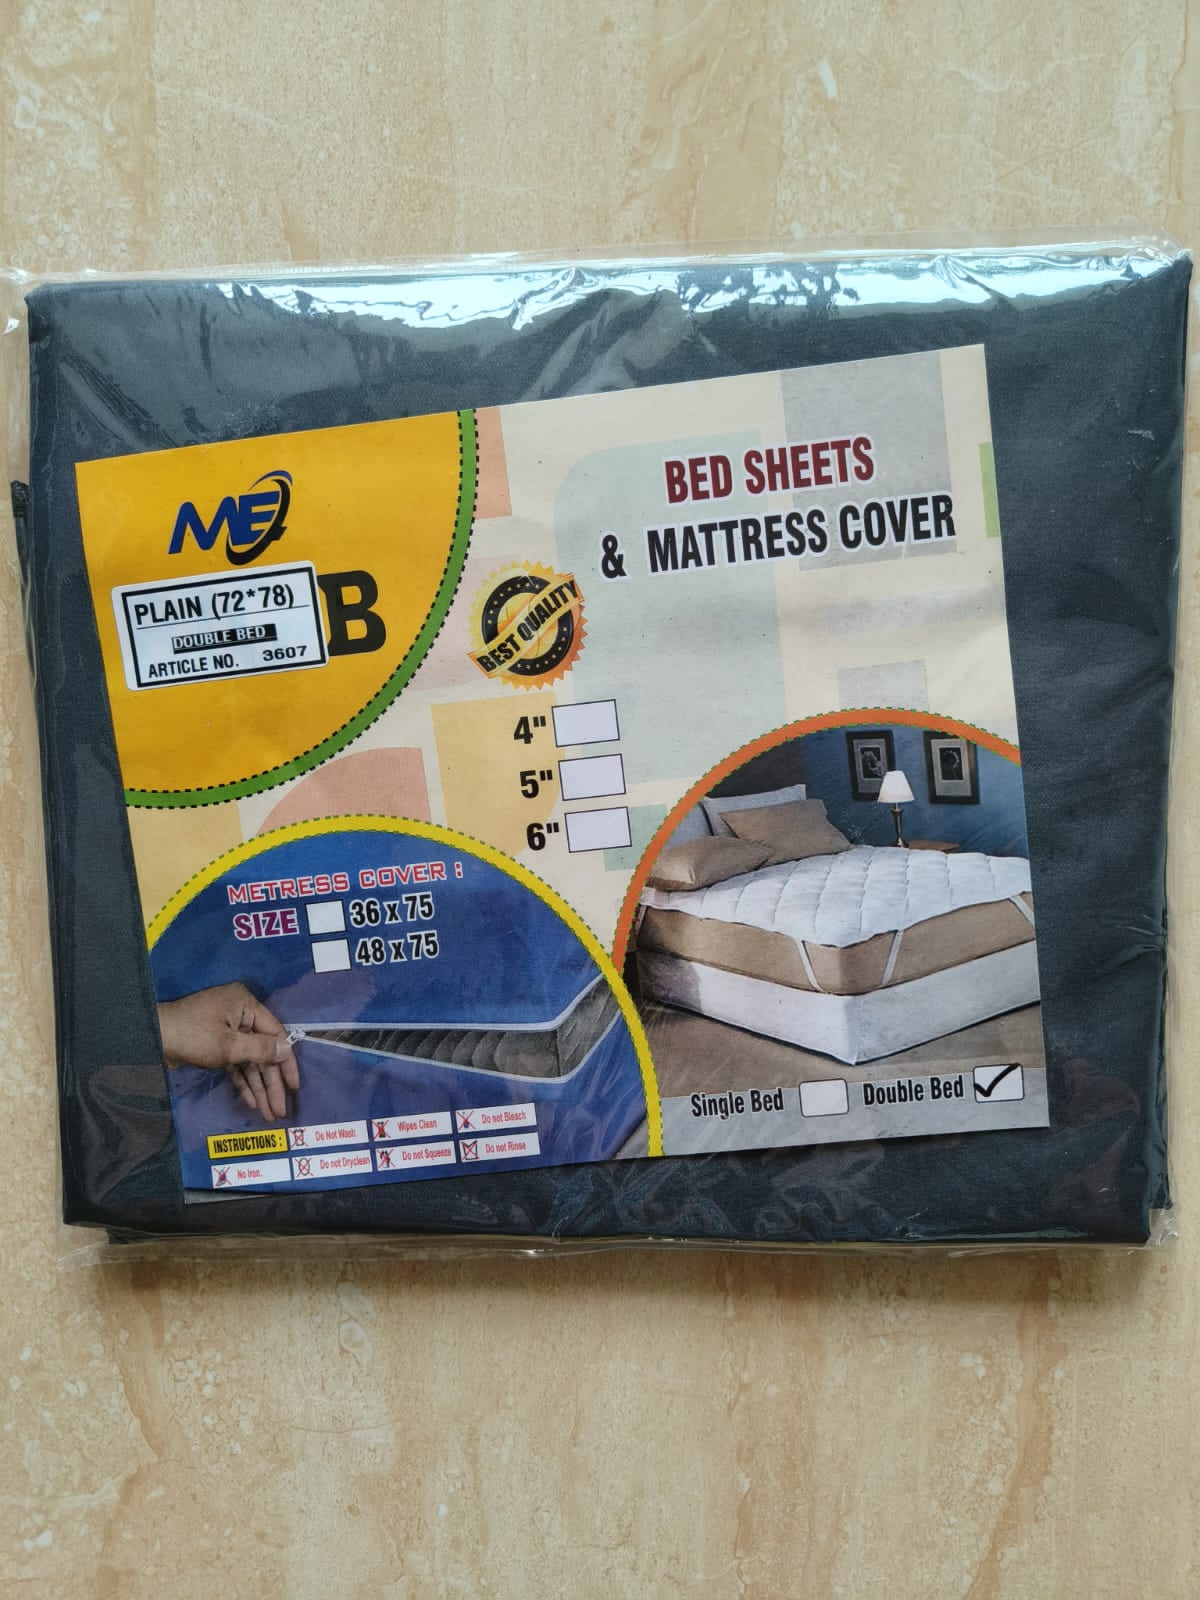 ME
B
PLAIN (72*78)
DOUBLE BED
ARTICLE NO. 3607
BED SHEETS
& MATTRESS COVER
BEST QUALITY
4"
5"
6"
METRESS COVER :
SIZE 36 x 75
48 x 75
Single Bed Double Bed
INSTRUCTIONS : Do Not Wash Wipes Clean Do not Bleach
No Iron. Do not Dryclean Do not Squeeze Do not Rinse